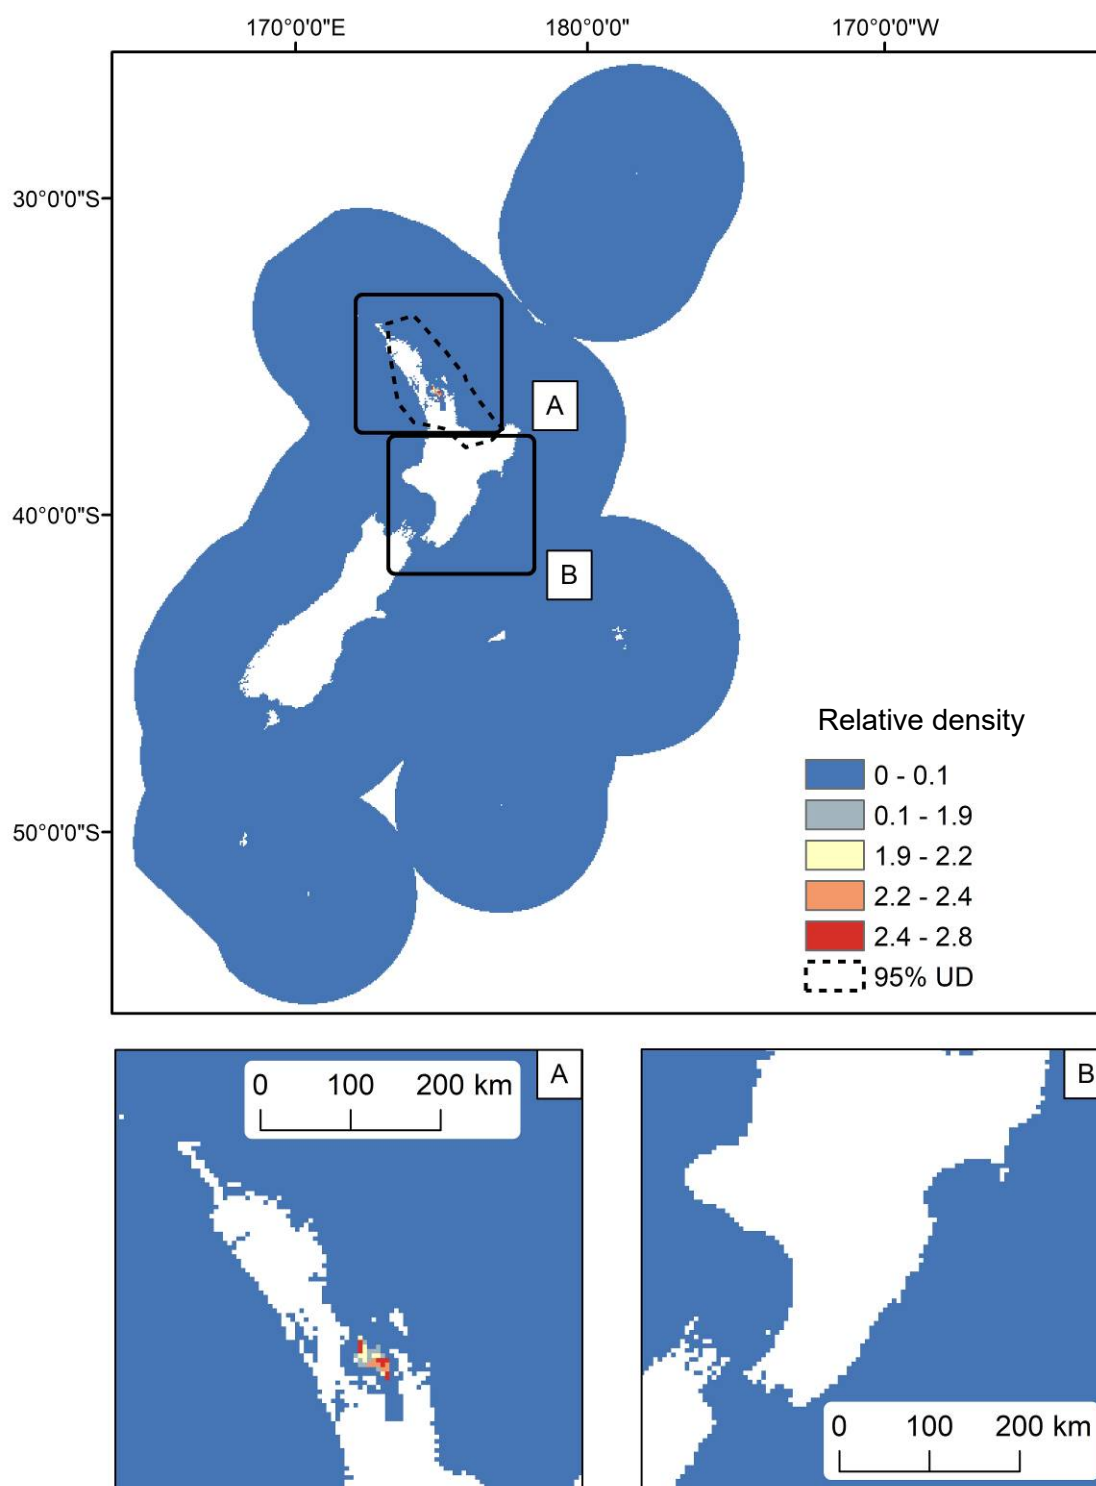 170°0'0"E 180°0'0" 170°0'0"W
30°0'0"S
A
40°0'0"S
B
Relative density
0 - 0.1
0.1 - 1.9
1.9 - 2.2
50°0'0"S
2.2 - 2.4
2.4 - 2.8
95% UD
A
0 100 200 km
B
0 100 200 km